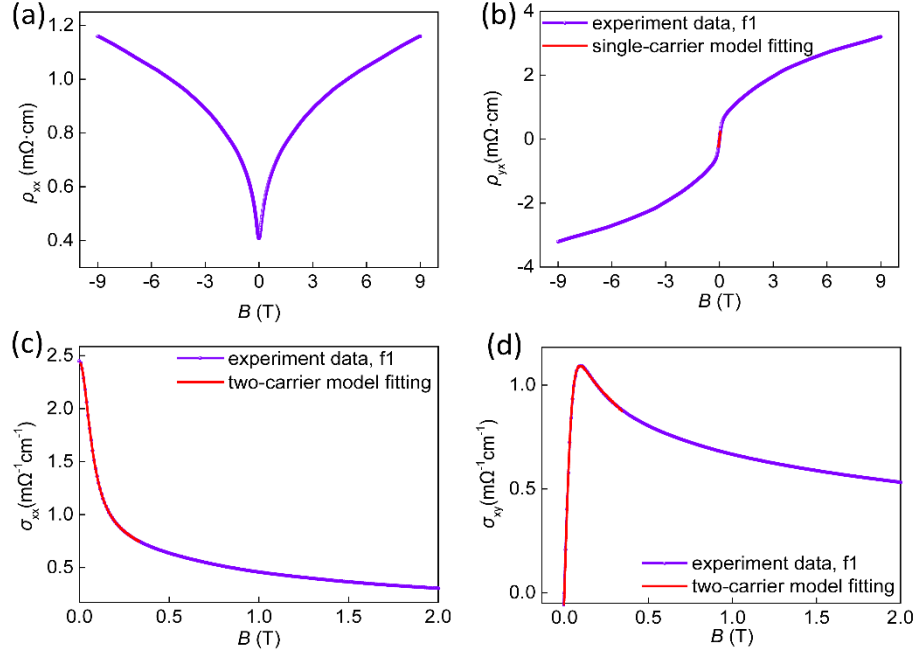 (a)
1.2
1.0
0.8
0.6
0.4
ρxx (mΩ·cm)
-9 -6 -3 0 3 6 9
B (T)
(b)
experiment data, f1
single-carrier model fitting
4
2
0
-2
-4
ρyx(mΩ·cm)
-9 -6 -3 0 3 6 9
B (T)
(c)
experiment data, f1
two-carrier model fitting
2.5
2.0
1.5
1.0
0.5
σxx(mΩ⁻¹cm⁻¹)
0.0 0.5 1.0 1.5 2.0
B (T)
(d)
1.0
0.5
0.0
σxy(mΩ⁻¹cm⁻¹)
experiment data, f1
two-carrier model fitting
0.0 0.5 1.0 1.5 2.0
B (T)